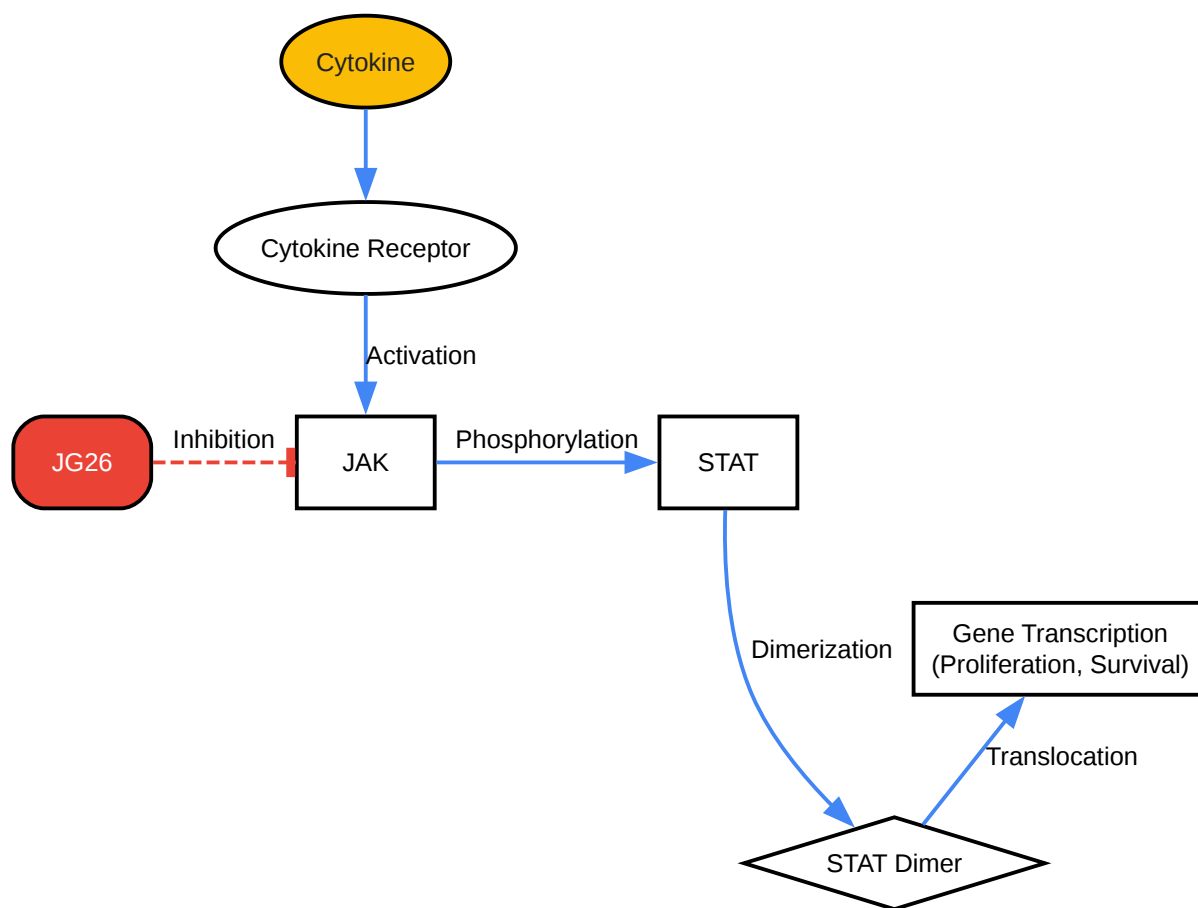 Cytokine
Cytokine Receptor
Activation
JG26
Inhibition
JAK
Phosphorylation
STAT
Dimerization
Gene Transcription
(Proliferation, Survival)
Translocation
STAT Dimer